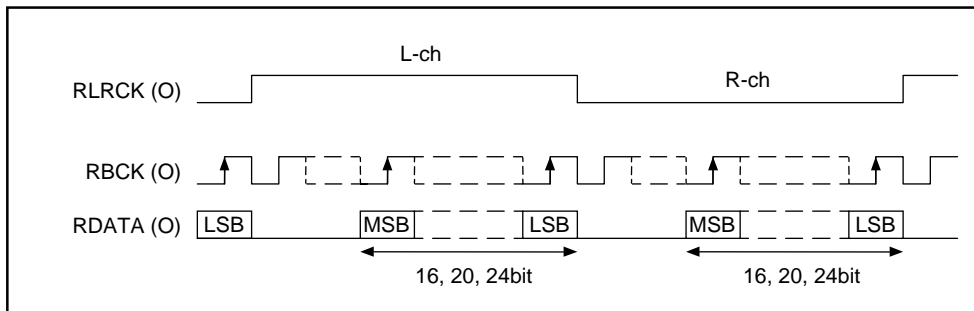 L-ch
RLRCK (O)
R-ch
RBCK (O)
RDATA (O)
LSB
MSB
LSB
MSB
LSB
16, 20, 24bit
16, 20, 24bit